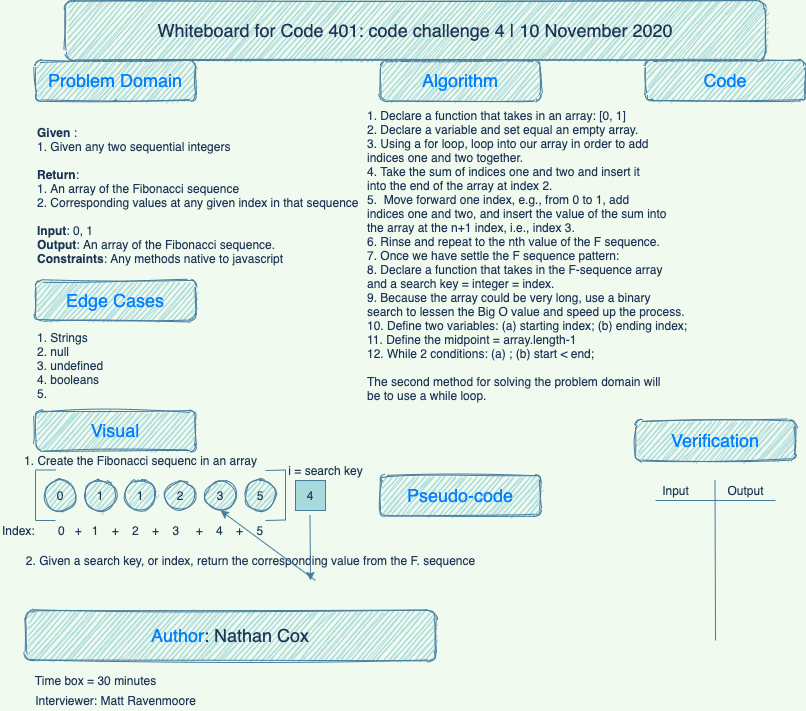 Whiteboard for Code 401: code challenge 4 | 10 November 2020
Problem Domain
Given :
1. Given any two sequential integers
Return:
1. An array of the Fibonacci sequence
2. Corresponding values at any given index in that sequence
Input: 0, 1
Output: An array of the Fibonacci sequence.
Constraints: Any methods native to javascript
Edge Cases
1. Strings
2. null
3. undefined
4. booleans
5.
Algorithm
1. Declare a function that takes in an array: [0, 1]
2. Declare a variable and set equal an empty array.
3. Using a for loop, loop into our array in order to add
indices one and two together.
4. Take the sum of indices one and two and insert it
into the end of the array at index 2.
5.  Move forward one index, e.g., from 0 to 1, add
indices one and two, and insert the value of the sum into
the array at the n+1 index, i.e., index 3.
6. Rinse and repeat to the nth value of the F sequence.
7. Once we have settle the F sequence pattern:
8. Declare a function that takes in the F-sequence array
and a search key = integer = index.
9. Because the array could be very long, use a binary
search to lessen the Big O value and speed up the process.
10. Define two variables: (a) starting index; (b) ending index;
11. Define the midpoint = array.length-1
12. While 2 conditions: (a) ; (b) start < end;
The second method for solving the problem domain will
be to use a while loop.
Code
Visual
1. Create the Fibonacci sequenc in an array
i = search key
0 1 1 2 3 5 4
Index: 0 + 1 + 2 + 3 + 4 + 5
2. Given a search key, or index, return the corresponding value from the F. sequence
Pseudo-code
Verification
Input Output
Author: Nathan Cox
Time box = 30 minutes
Interviewer: Matt Ravenmoore